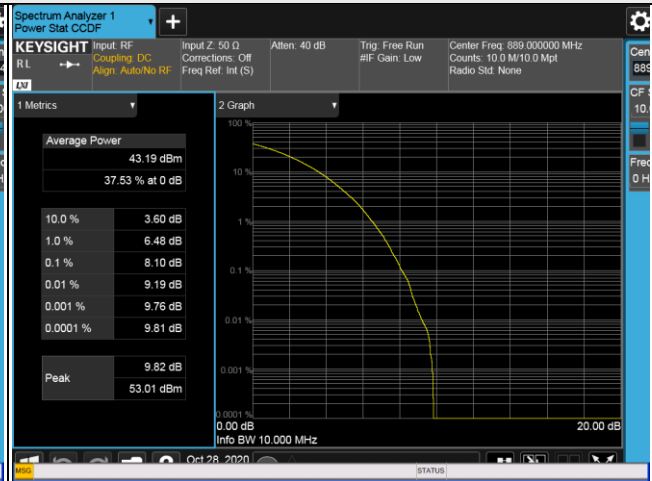 Spectrum Analyzer 1
Power Stat CCDF
+
KEYSIGHT
RL
LXI
Input: RF
Coupling: DC
Align: Auto/No RF
Input Z: 50 Ω
Corrections: Off
Freq Ref: Int (S)
Atten: 40 dB
Trig: Free Run
#IF Gain: Low
Center Freq: 889.000000 MHz
Counts: 10.0 M/10.0 Mpt
Radio Std: None
1 Metrics
Average Power
43.19 dBm
37.53 % at 0 dB
10.0 % 3.60 dB
1.0 % 6.48 dB
0.1 % 8.10 dB
0.01 % 9.19 dB
0.001 % 9.76 dB
0.0001 % 9.81 dB
Peak
9.82 dB
53.01 dBm
2 Graph
100 %
10 %
1 %
0.1 %
0.01 %
0.001 %
0.0001 %
0.00 dB 20.00 dB
Info BW 10.000 MHz
Oct 28, 2020
MSG STATUS
889
10.
0 H